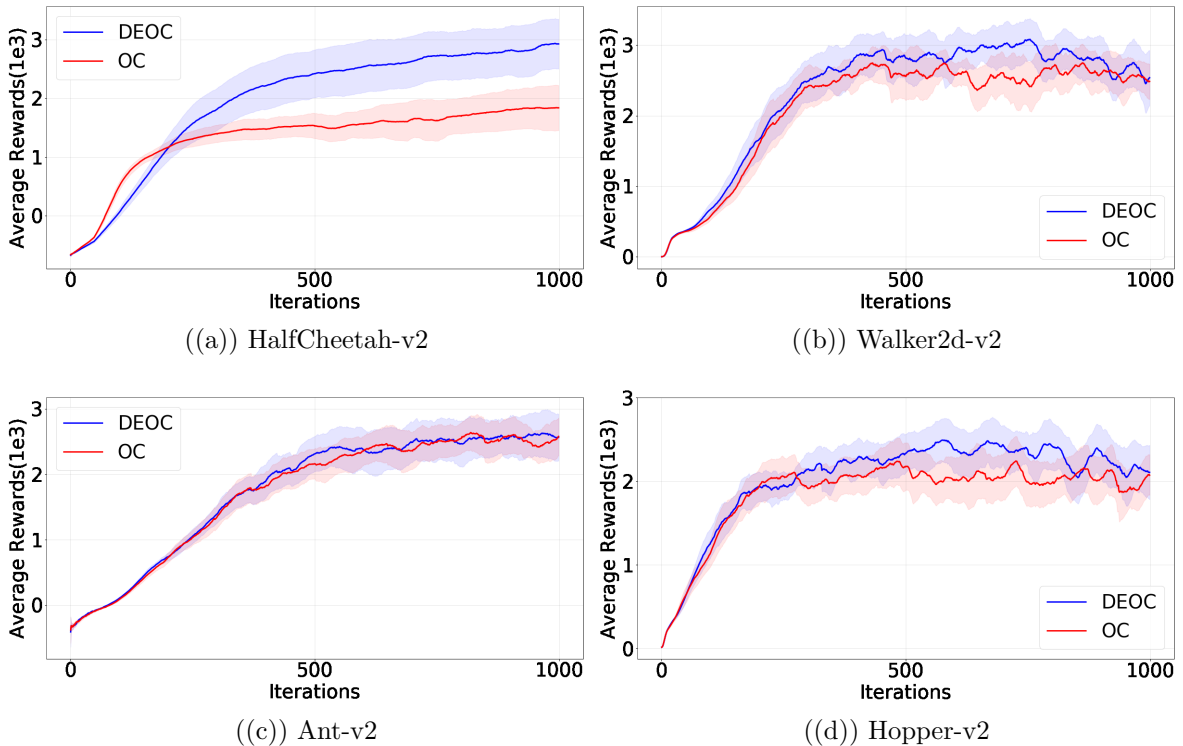 DEOC
OC
Average Rewards(1e3)
3
2
1
0
0
500
1000
Iterations
((a)) HalfCheetah-v2
Average Rewards(1e3)
3
2
1
0
DEOC
OC
0
500
1000
Iterations
((b)) Walker2d-v2
DEOC
OC
Average Rewards(1e3)
3
2
1
0
0
500
1000
Iterations
((c)) Ant-v2
Average Rewards(1e3)
3
2
1
0
DEOC
OC
0
500
1000
Iterations
((d)) Hopper-v2